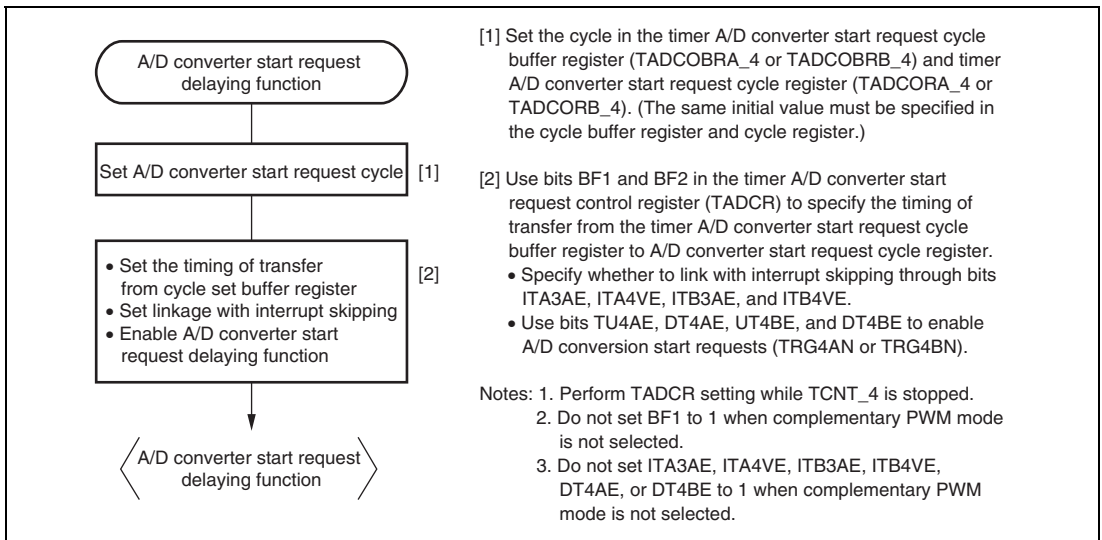 A/D converter start request
delaying function
Set A/D converter start request cycle
[1]
• Set the timing of transfer
from cycle set buffer register
• Set linkage with interrupt skipping
• Enable A/D converter start
request delaying function
[2]
A/D converter start request
delaying function
[1] Set the cycle in the timer A/D converter start request cycle
buffer register (TADCOBRA_4 or TADCOBRB_4) and timer
A/D converter start request cycle register (TADCORA_4 or
TADCORB_4). (The same initial value must be specified in
the cycle buffer register and cycle register.)
[2] Use bits BF1 and BF2 in the timer A/D converter start
request control register (TADCR) to specify the timing of
transfer from the timer A/D converter start request cycle
buffer register to A/D converter start request cycle register.
• Specify whether to link with interrupt skipping through bits
ITA3AE, ITA4VE, ITB3AE, and ITB4VE.
• Use bits TU4AE, DT4AE, UT4BE, and DT4BE to enable
A/D conversion start requests (TRG4AN or TRG4BN).
Notes: 1. Perform TADCR setting while TCNT_4 is stopped.
2. Do not set BF1 to 1 when complementary PWM mode
is not selected.
3. Do not set ITA3AE, ITA4VE, ITB3AE, ITB4VE,
DT4AE, or DT4BE to 1 when complementary PWM
mode is not selected.